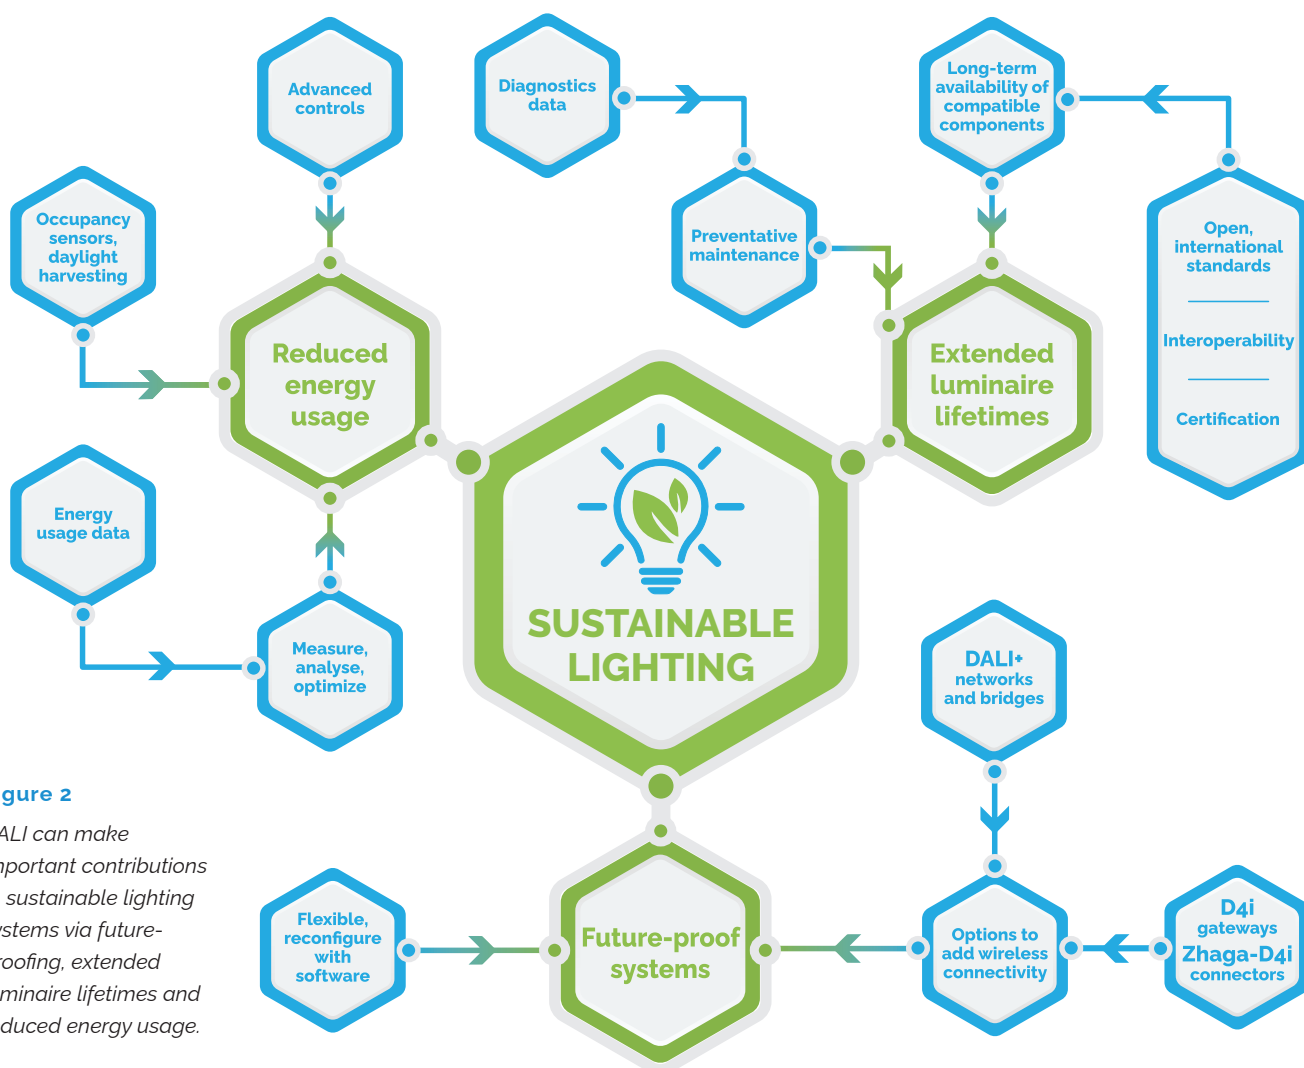 Advanced
controls
Diagnostics
data
Long-term
availability of
compatible
components
Occupancy
sensors,
daylight
harvesting
Preventative
maintenance
Open,
international
standards
Interoperability
Certification
Reduced
energy
usage
Extended
luminaire
lifetimes
Energy
usage data
Measure,
analyse,
optimize
SUSTAINABLE
LIGHTING
DALI+
networks
and bridges
gure 2
ALI can make
nportant contributions
sustainable lighting
ystems via future-
roofing, extended
minaire lifetimes and
duced energy usage.
Flexible,
reconfigure
with
software
Future-proof
systems
Options to
add wireless
connectivity
D4i
gateways
Zhaga-D4i
connectors